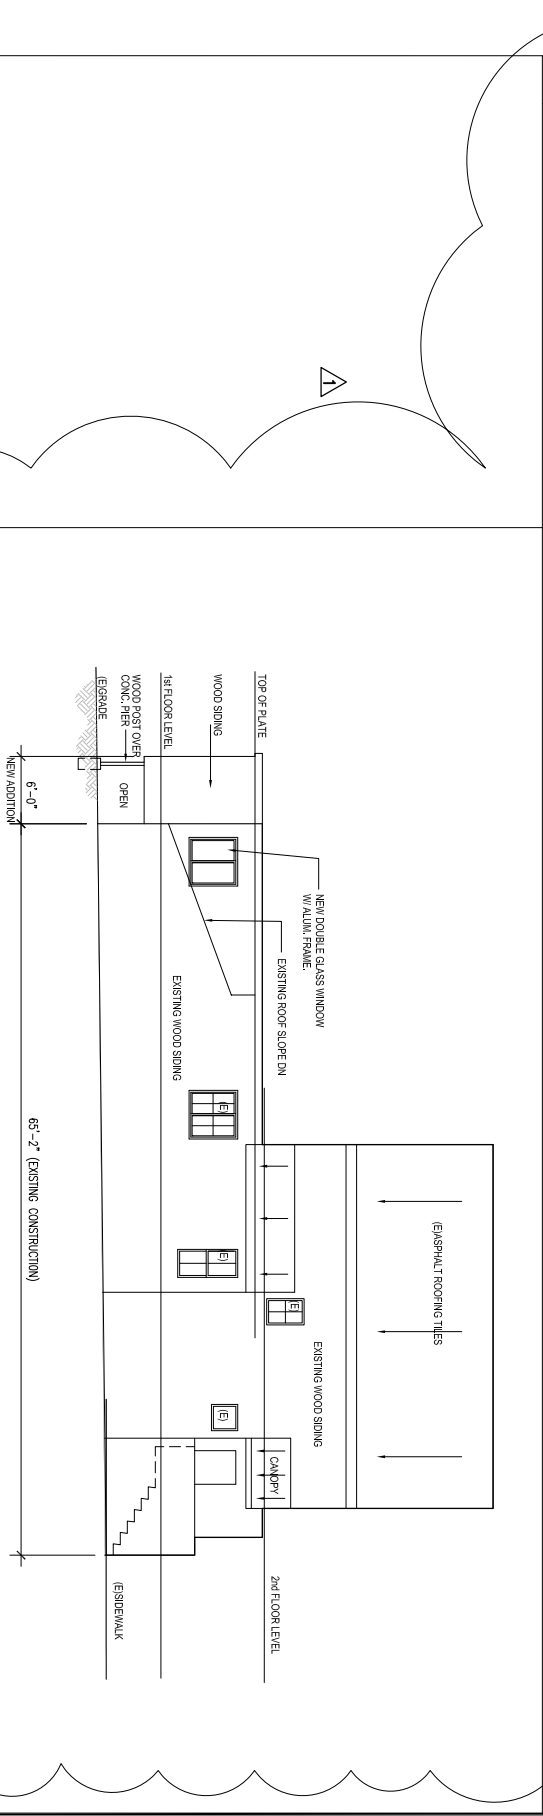 1
TOP OF PLATE
WOOD SIDING
1st FLOOR LEVEL
WOOD POST OVER
CONC. PIER
(E)GRADE
OPEN
6'-0"
NEW ADDITION
NEW DOUBLE GLASS WINDOW
W/ ALUM. FRAME.
EXISTING ROOF SLOPE DN
EXISTING WOOD SIDING
(E)
(E)
(E)
(E)
(E)ASPHALT ROOFING TILES
EXISTING WOOD SIDING
CANOPY
65'-2" (EXISTING CONSTRUCTION)
2nd FLOOR LEVEL
(E)SIDEWALK